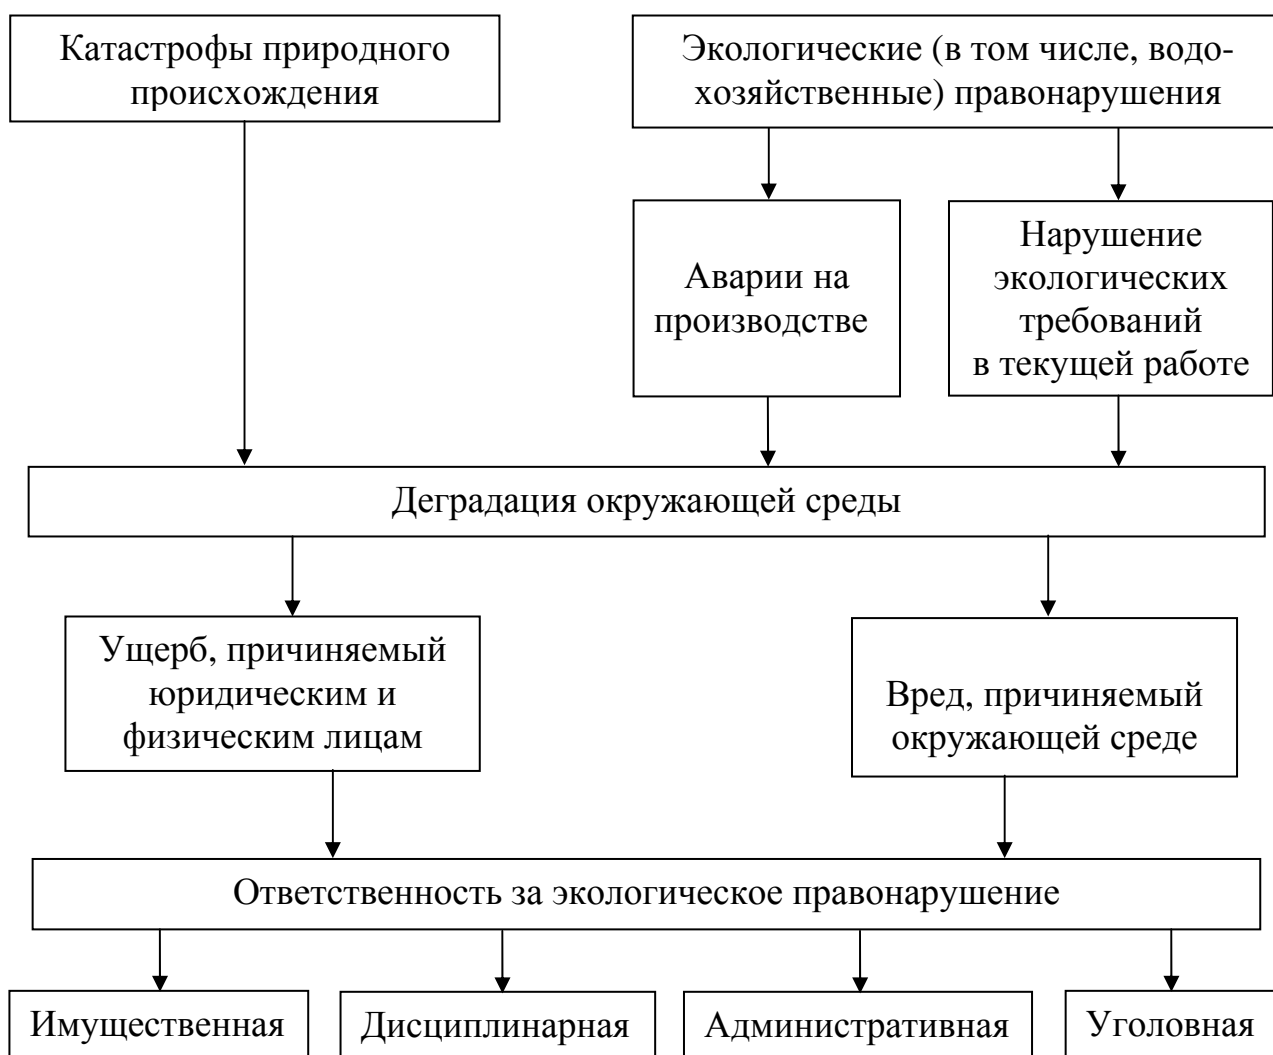 Катастрофы природного
происхождения
Экологические (в том числе, водо-
хозяйственные) правонарушения
Аварии на
производстве
Нарушение
экологических
требований
в текущей работе
Деградация окружающей среды
Ущерб, причиняемый
юридическим и
физическим лицам
Вред, причиняемый
окружающей среде
Ответственность за экологическое правонарушение
Имущественная
Дисциплинарная
Административная
Уголовная